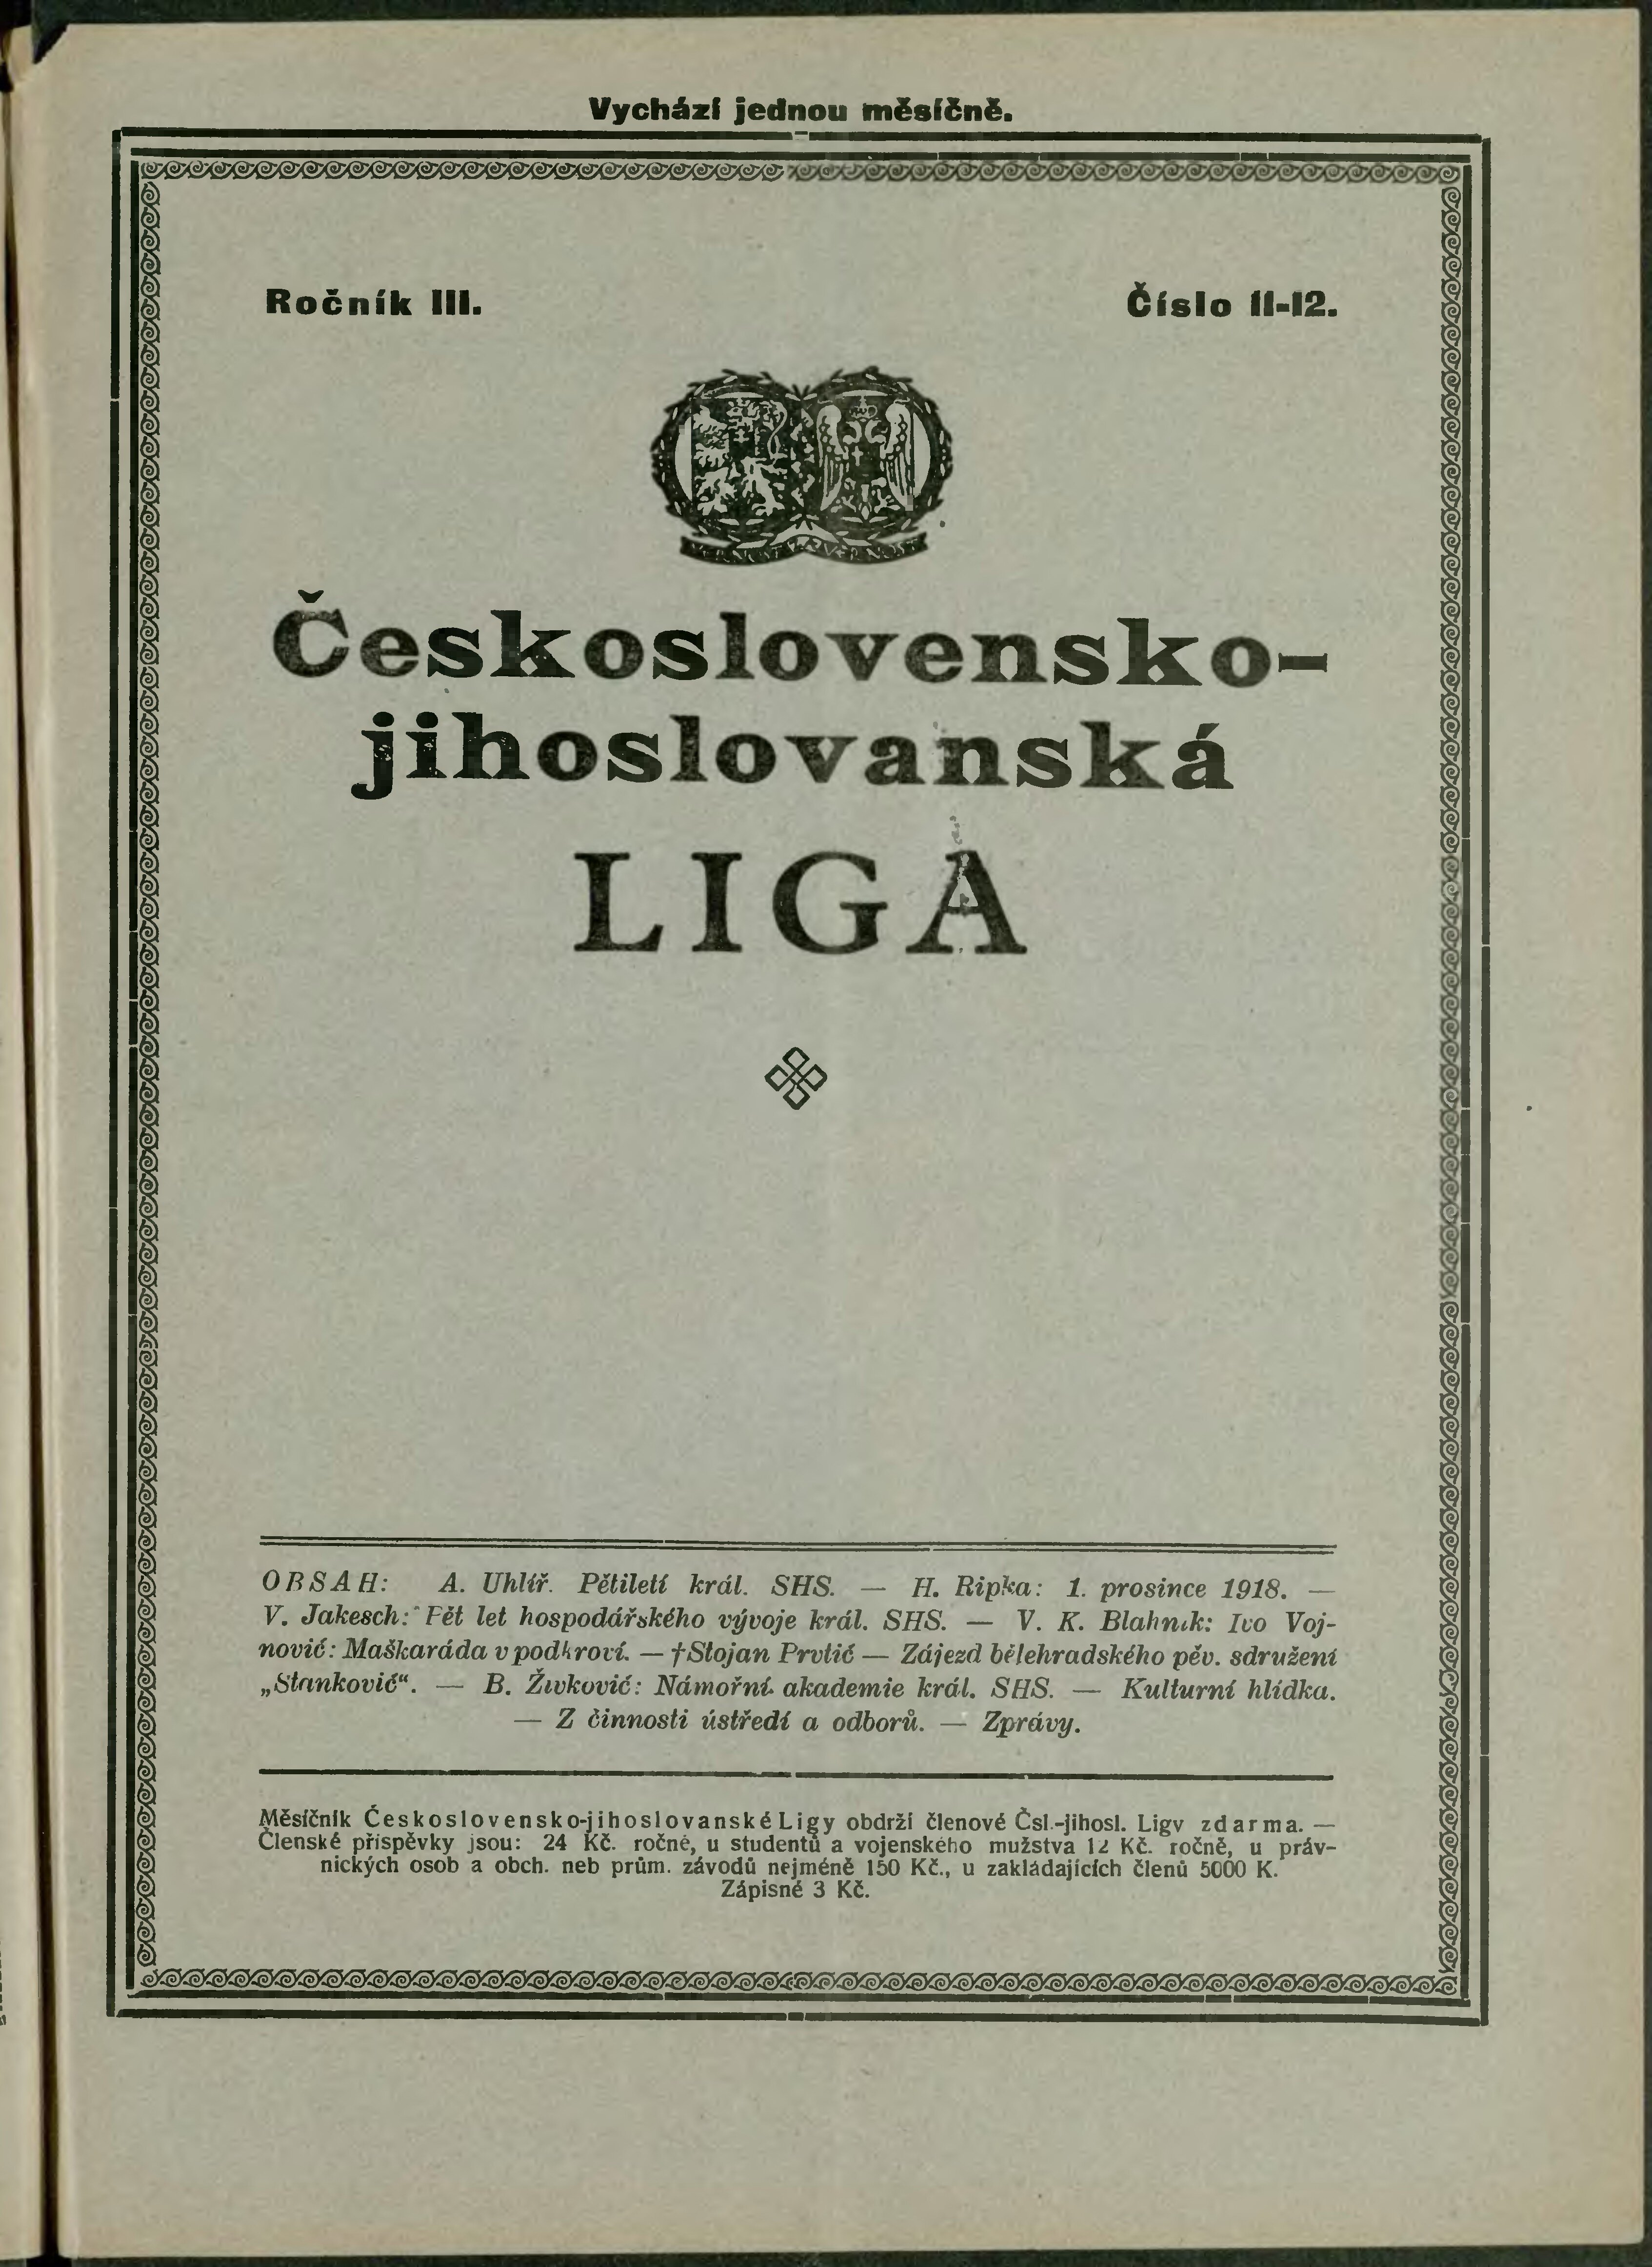 Vychází jednou měsíčně.
Ročník III.
Číslo 11-12.
VĚRNOST ZA VĚRNOST
Československo-
jihoslovanská
LIGA
OBSAH: A. Uhlíř. Pětiletí král. SHS. — H. Ripka: 1. prosince 1918. —
V. Jakesch: Pět let hospodářského vývoje král. SHS. — V. K. Blahník: Ivo Voj-
nović: Maškaráda v podkroví. — †Stojan Protić — Zájezd bělehradského pěv. sdružení
„Stanković“. — B. Živković: Námořní akademie král. SHS. — Kulturní hlídka.
— Z činnosti ústředí a odborů. — Zprávy.
Měsíčník Československo-jihoslovanské Ligy obdrží členové Čsl.-jihosl. Ligy zdarma. —
Členské příspěvky jsou: 24 Kč. ročně, u studentů a vojenského mužstva 12 Kč. ročně, u práv-
nických osob a obch. neb prům. závodů nejméně 150 Kč., u zakládajících členů 5000 K.
Zápisné 3 Kč.